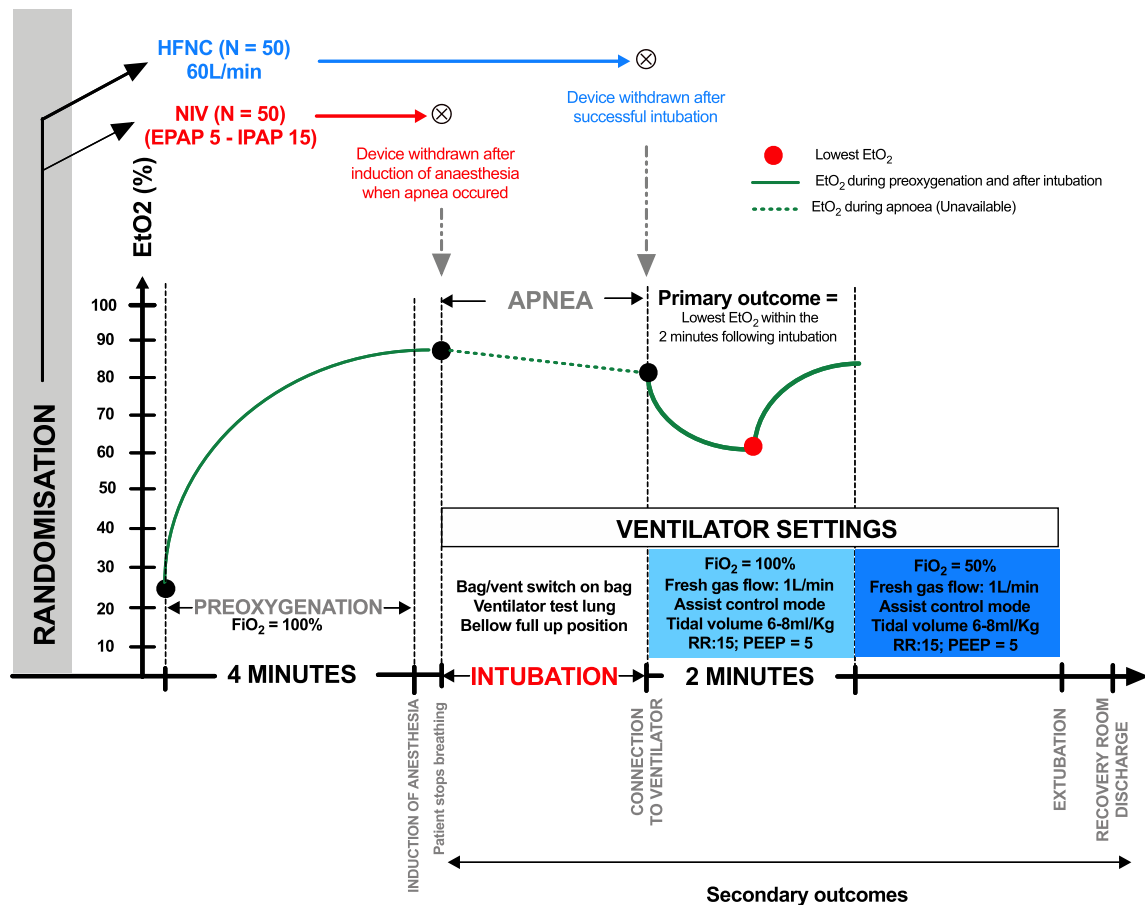 HFNC (N = 50)
60L/min
NIV (N = 50)
(EPAP 5 - IPAP 15)
Device withdrawn after
successful intubation
Device withdrawn after
induction of anaesthesia
when apnea occured
Lowest EtO2
EtO2 during preoxygenation and after intubation
EtO2 during apnoea (Unavailable)
RANDOMISATION
EtO2 (%)
100
90
80
70
60
50
40
30
20
10
APNEA
Primary outcome =
Lowest EtO2 within the
2 minutes following intubation
PREOXYGENATION
FiO2 = 100%
VENTILATOR SETTINGS
Bag/vent switch on bag
Ventilator test lung
Bellow full up position
FiO2 = 100%
Fresh gas flow: 1L/min
Assist control mode
Tidal volume 6-8ml/Kg
RR:15; PEEP = 5
FiO2 = 50%
Fresh gas flow: 1L/min
Assist control mode
Tidal volume 6-8ml/Kg
RR:15; PEEP = 5
4 MINUTES
INTUBATION
2 MINUTES
INDUCTION OF ANESTHESIA
Patient stops breathing
CONNECTION
TO VENTILATOR
EXTUBATION
RECOVERY ROOM
DISCHARGE
Secondary outcomes